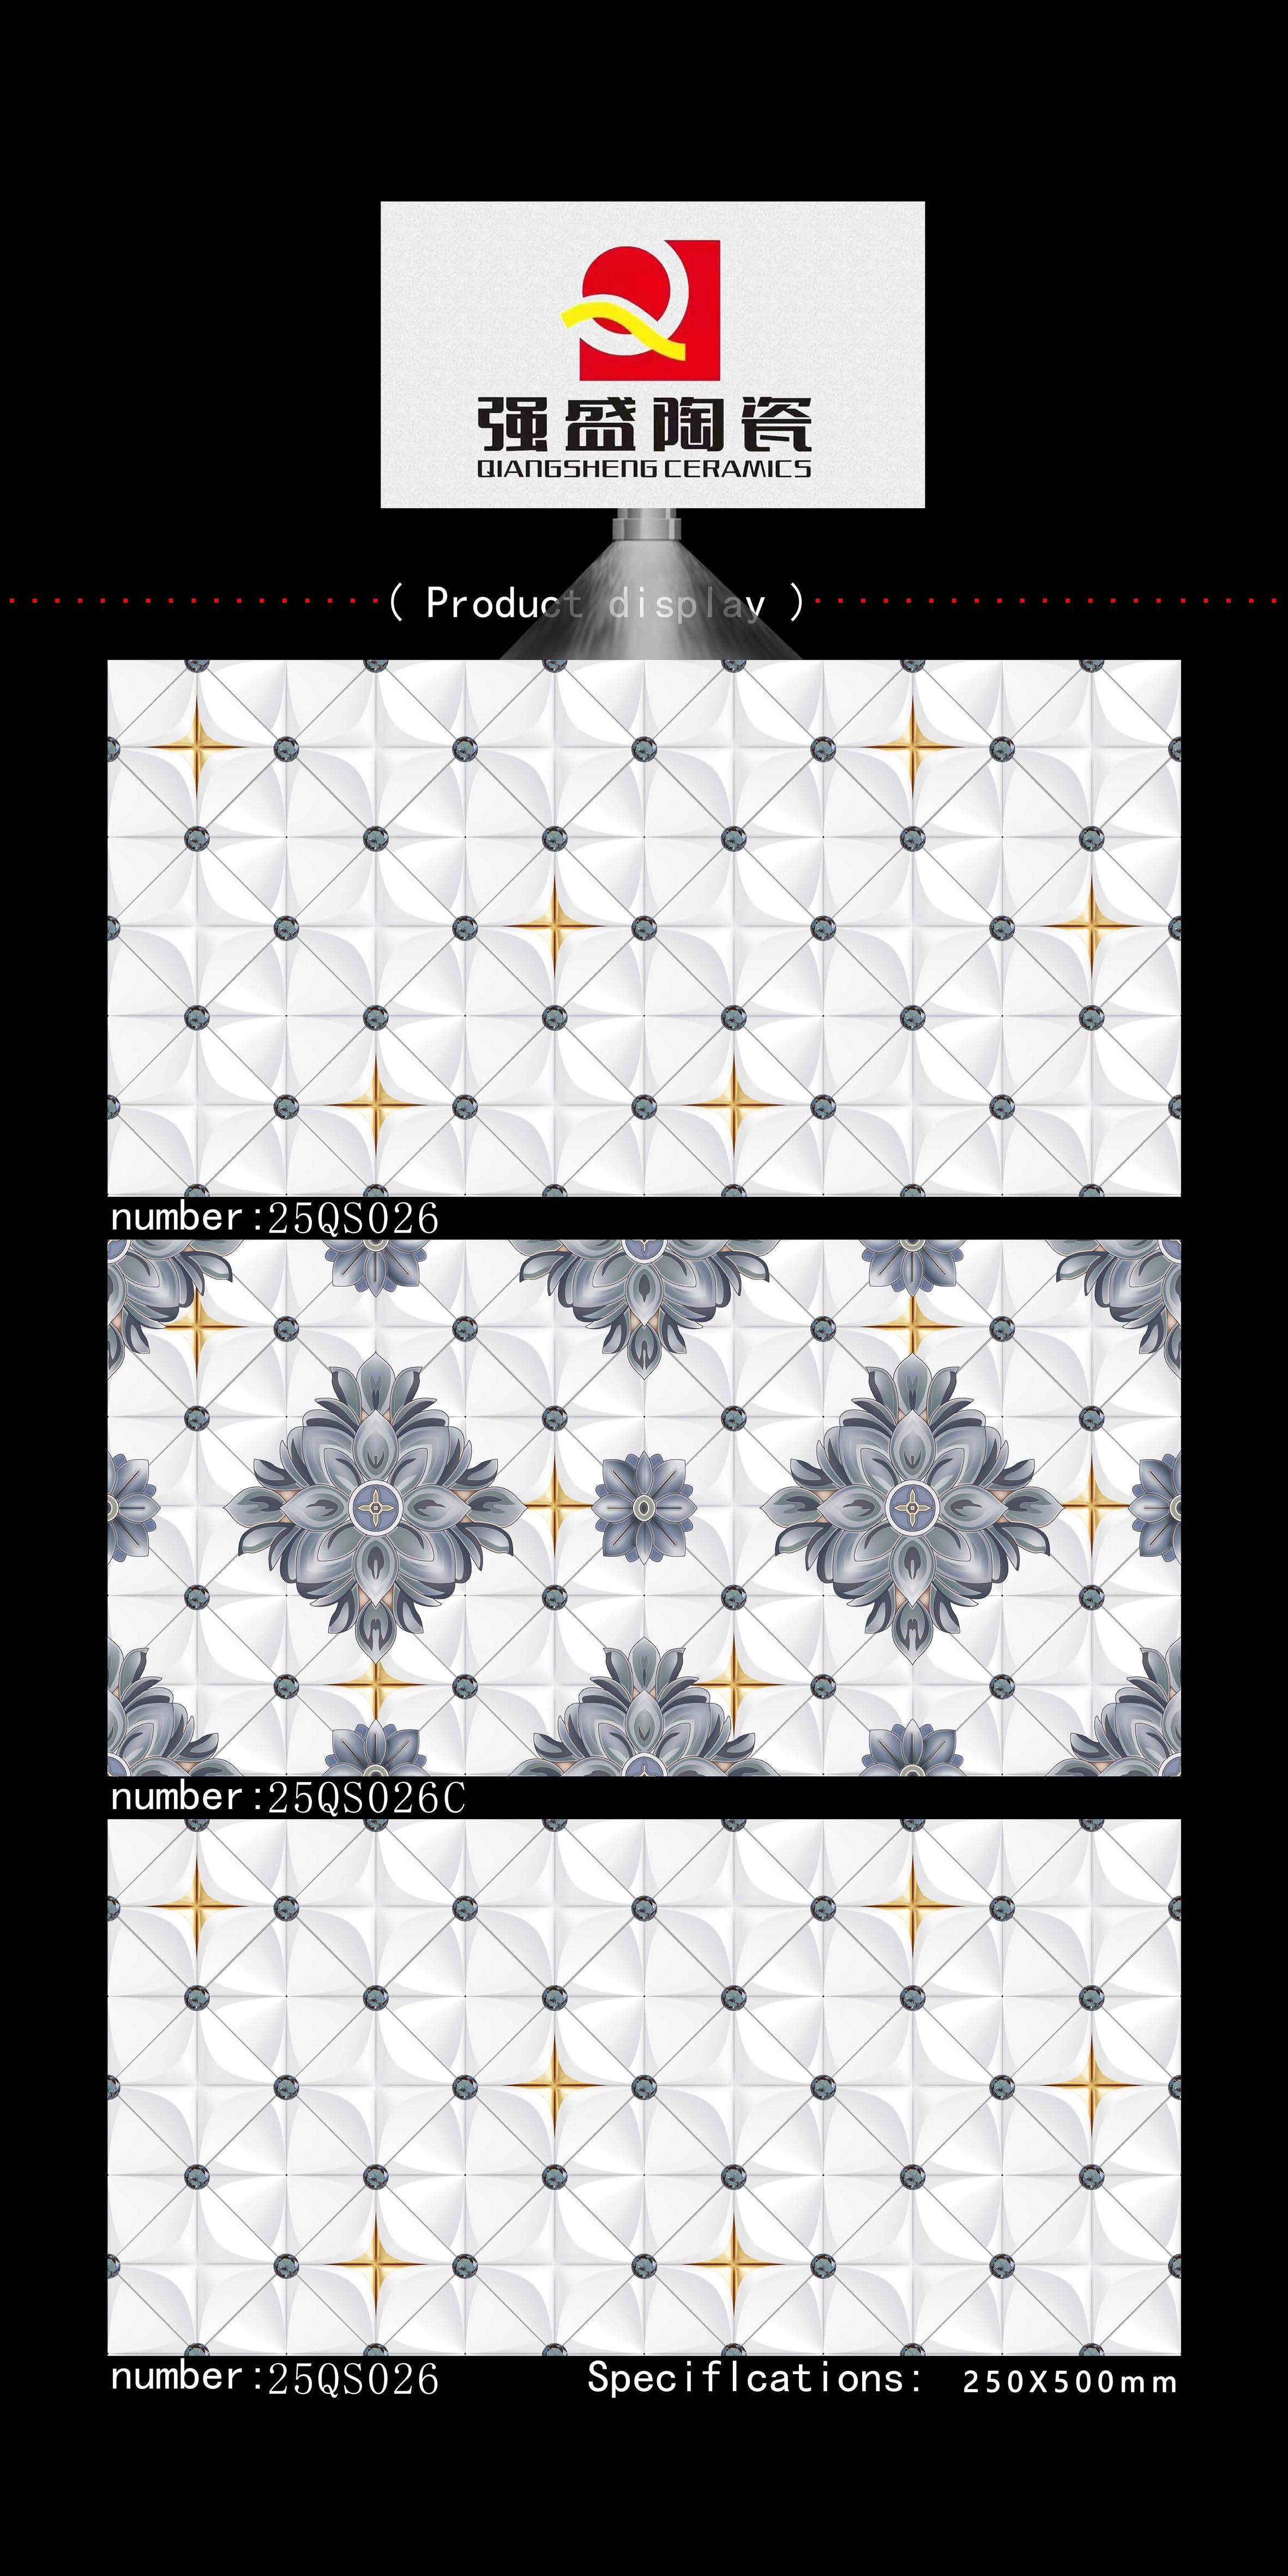 强盛陶瓷
QIANGSHENG CERAMICS
( Product display )
number:25QS026
number:25QS026C
number:25QS026 Speciflcations: 250X500mm